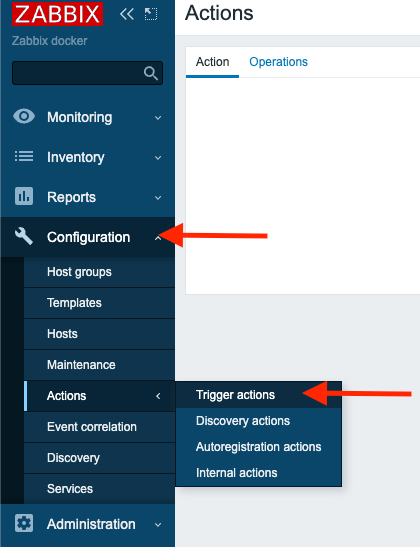 ZABBIX
Zabbix docker
Actions
Action
Operations
Monitoring
Inventory
Reports
Configuration
Host groups
Templates
Hosts
Maintenance
Actions
Trigger actions
Discovery actions
Autoregistration actions
Internal actions
Event correlation
Discovery
Services
Administration